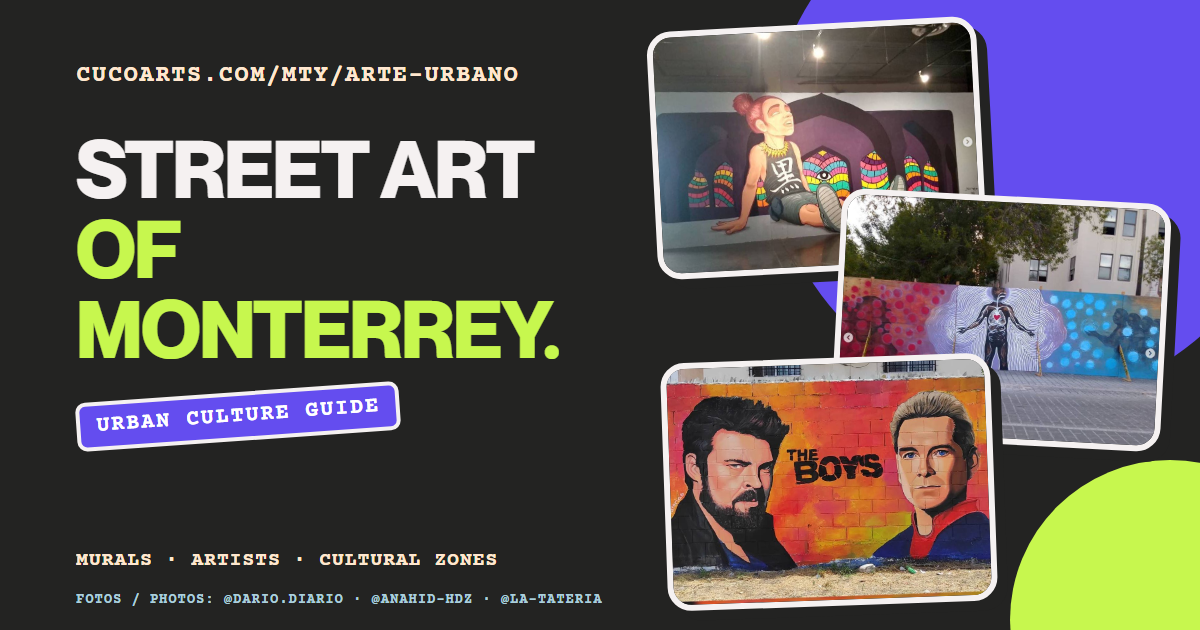 CUCOARTS.COM/MTY/ARTE-URBANO
STREET ART
OF
MONTERREY.
URBAN CULTURE GUIDE
MURALS · ARTISTS · CULTURAL ZONES
FOTOS / PHOTOS: @DARIO.DIARIO · @ANAHID-HDZ · @LA-TATERIA
黒
THE
BOYS